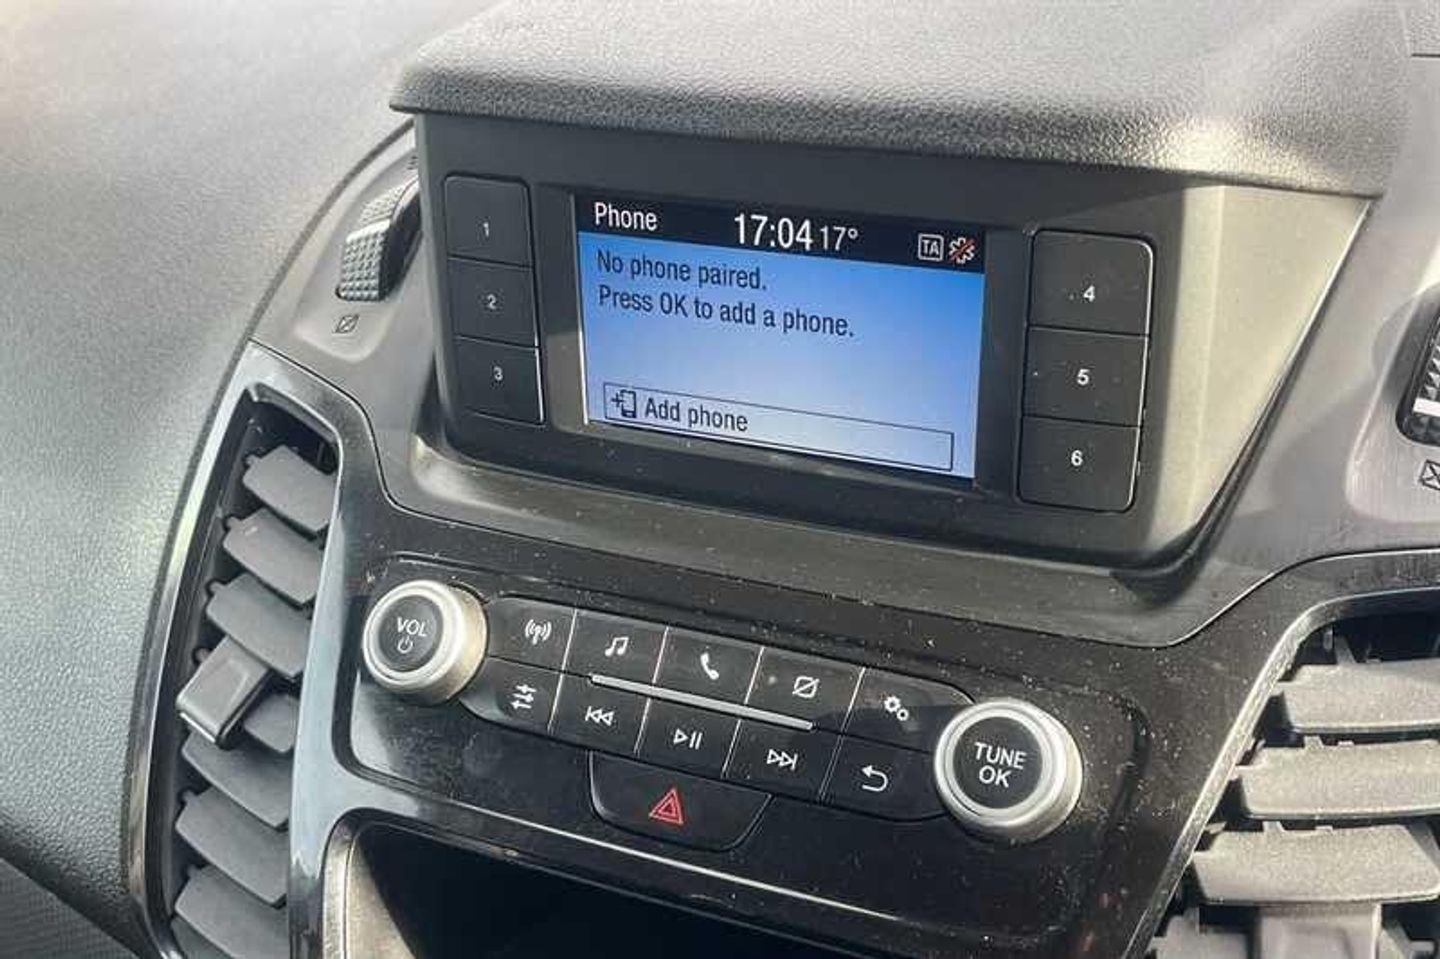 Phone 17:04 17° TA
No phone paired.
Press OK to add a phone.
Add phone
1
2
3
4
5
6
VOL
TUNE
OK